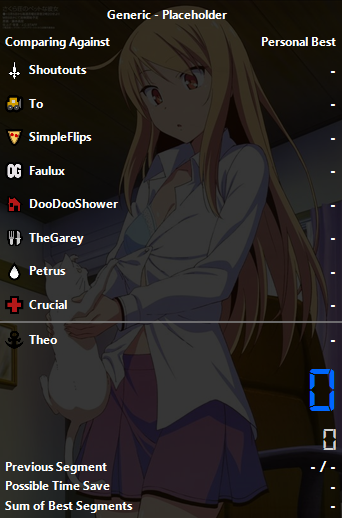 Generic - Placeholder
Comparing Against Personal Best
Shoutouts -
To -
SimpleFlips -
OG Faulux -
DooDooShower -
TheGarey -
Petrus -
Crucial -
Theo -
0
0
Previous Segment - / -
Possible Time Save -
Sum of Best Segments -